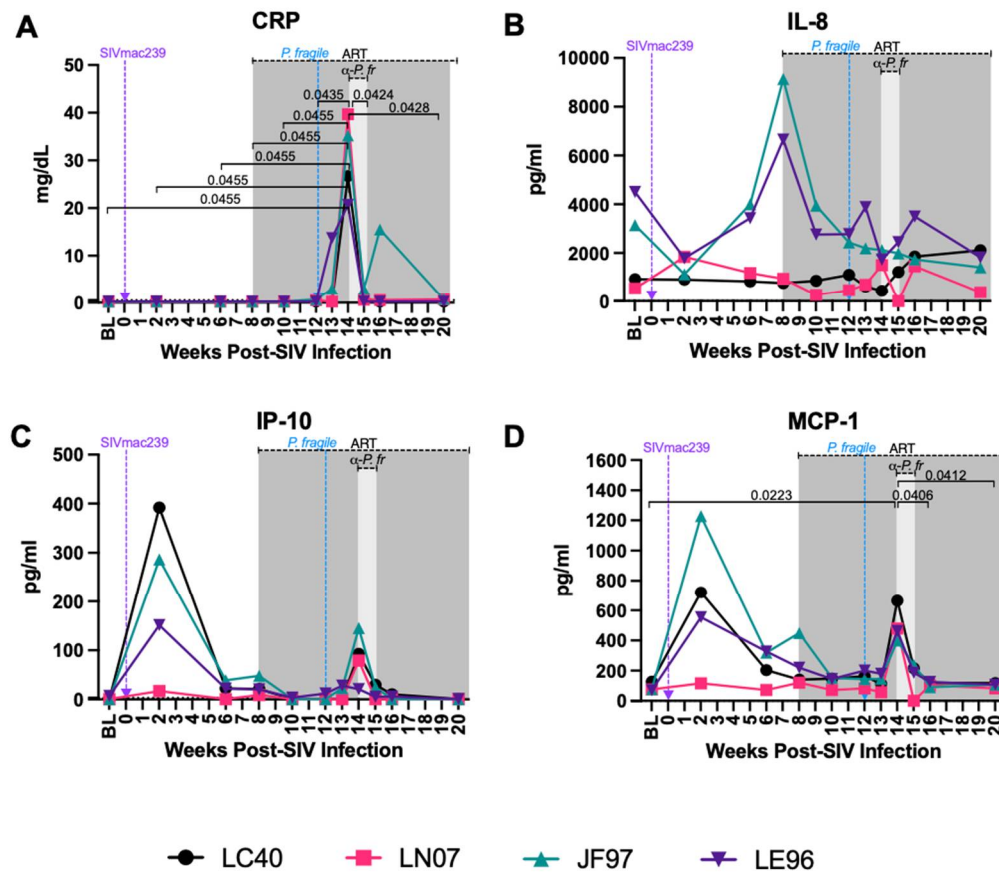 A
CRP
SIVmac239
P. fragile
ART
α-P. fr
50
40
30
20
10
0
mg/dL
0.0435
0.0424
0.0428
0.0455
0.0455
0.0455
0.0455
0.0455
BL 0 1 2 3 4 5 6 7 8 9 10 11 12 13 14 15 16 17 18 19 20
Weeks Post-SIV Infection
B
IL-8
SIVmac239
P. fragile
ART
α-P. fr
10000
8000
6000
4000
2000
0
pg/ml
BL 0 1 2 3 4 5 6 7 8 9 10 11 12 13 14 15 16 17 18 19 20
Weeks Post-SIV Infection
C
IP-10
SIVmac239
P. fragile
ART
α-P. fr
500
400
300
200
100
0
pg/ml
BL 0 1 2 3 4 5 6 7 8 9 10 11 12 13 14 15 16 17 18 19 20
Weeks Post-SIV Infection
D
MCP-1
SIVmac239
P. fragile
ART
α-P. fr
1600
1400
1200
1000
800
600
400
200
0
pg/ml
0.0412
0.0223
0.0406
BL 0 1 2 3 4 5 6 7 8 9 10 11 12 13 14 15 16 17 18 19 20
Weeks Post-SIV Infection
LC40 LN07 JF97 LE96